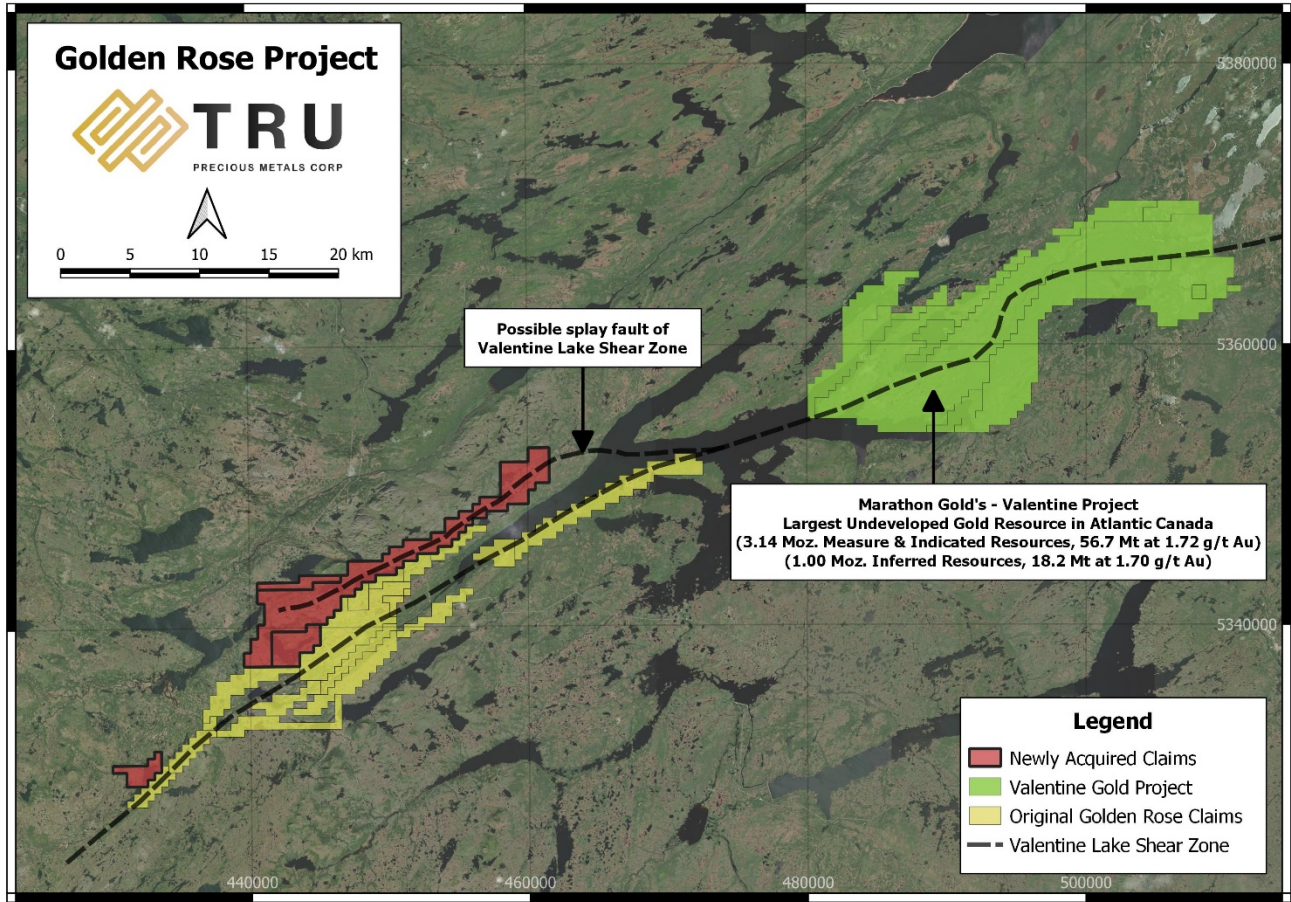 Golden Rose Project
TRU
PRECIOUS METALS CORP
0 5 10 15 20 km
5380000
Possible splay fault of
Valentine Lake Shear Zone
5360000
Marathon Gold's - Valentine Project
Largest Undeveloped Gold Resource in Atlantic Canada
(3.14 Moz. Measure & Indicated Resources, 56.7 Mt at 1.72 g/t Au)
(1.00 Moz. Inferred Resources, 18.2 Mt at 1.70 g/t Au)
5340000
Legend
Newly Acquired Claims
Valentine Gold Project
Original Golden Rose Claims
Valentine Lake Shear Zone
440000 460000 480000 500000